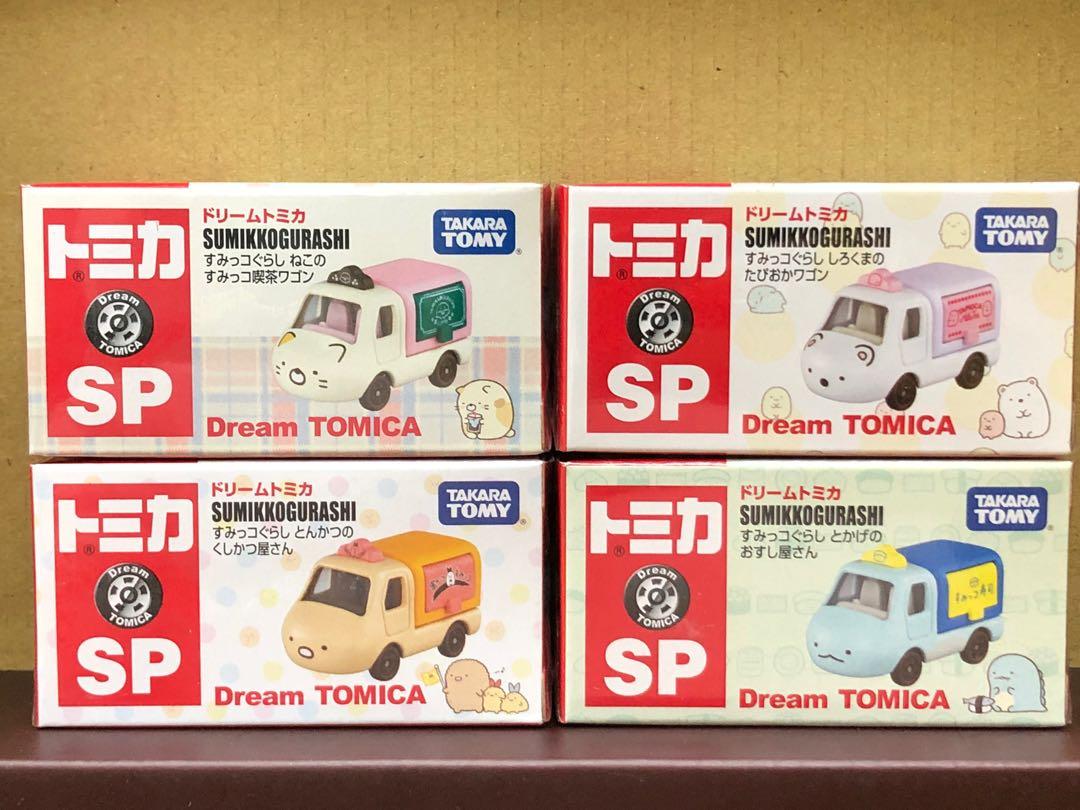 トミカ
®
Dream
TOMICA
SP
ドリームトミカ
SUMIKKOGURASHI
すみっコぐらし ねこの
すみっコ喫茶ワゴン
TAKARA
TOMY
®
Dream TOMICA
トミカ
®
Dream
TOMICA
SP
ドリームトミカ
SUMIKKOGURASHI
すみっコぐらし しろくまの
たぴおかワゴン
TAKARA
TOMY
®
TAPIOCA
Dream TOMICA
トミカ
®
Dream
TOMICA
SP
ドリームトミカ
SUMIKKOGURASHI
すみっコぐらし とんかつの
くしかつ屋さん
TAKARA
TOMY
®
Dream TOMICA
トミカ
®
Dream
TOMICA
SP
ドリームトミカ
SUMIKKOGURASHI
すみっコぐらし とかげの
おすし屋さん
TAKARA
TOMY
®
すみっコ寿司
Dream TOMICA